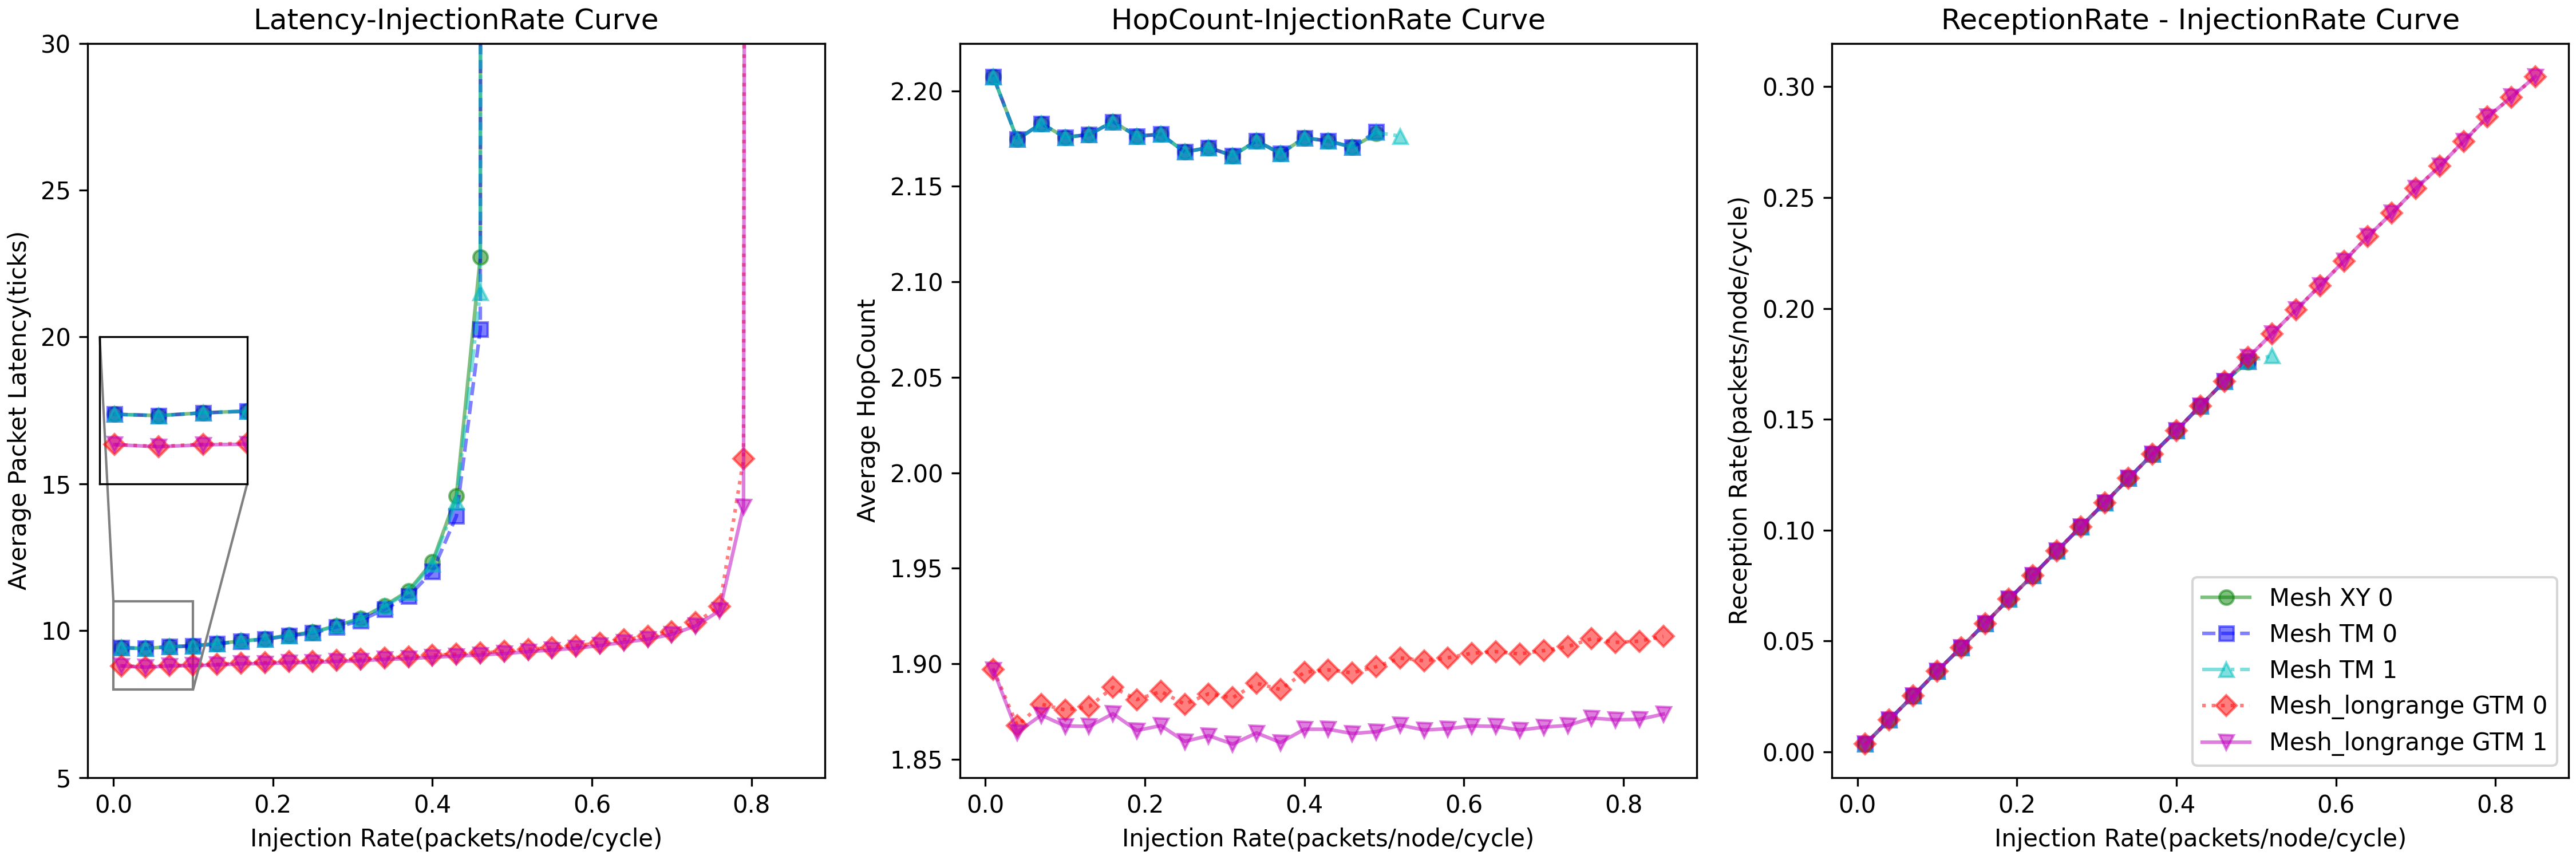 Latency-InjectionRate Curve
30
25
20
15
10
5
Average Packet Latency(ticks)
0.0 0.2 0.4 0.6 0.8
Injection Rate(packets/node/cycle)
HopCount-InjectionRate Curve
2.20
2.15
2.10
2.05
2.00
1.95
1.90
1.85
Average HopCount
0.0 0.2 0.4 0.6 0.8
Injection Rate(packets/node/cycle)
ReceptionRate - InjectionRate Curve
0.30
0.25
0.20
0.15
0.10
0.05
0.00
Reception Rate(packets/node/cycle)
Mesh XY 0
Mesh TM 0
Mesh TM 1
Mesh_longrange GTM 0
Mesh_longrange GTM 1
0.0 0.2 0.4 0.6 0.8
Injection Rate(packets/node/cycle)